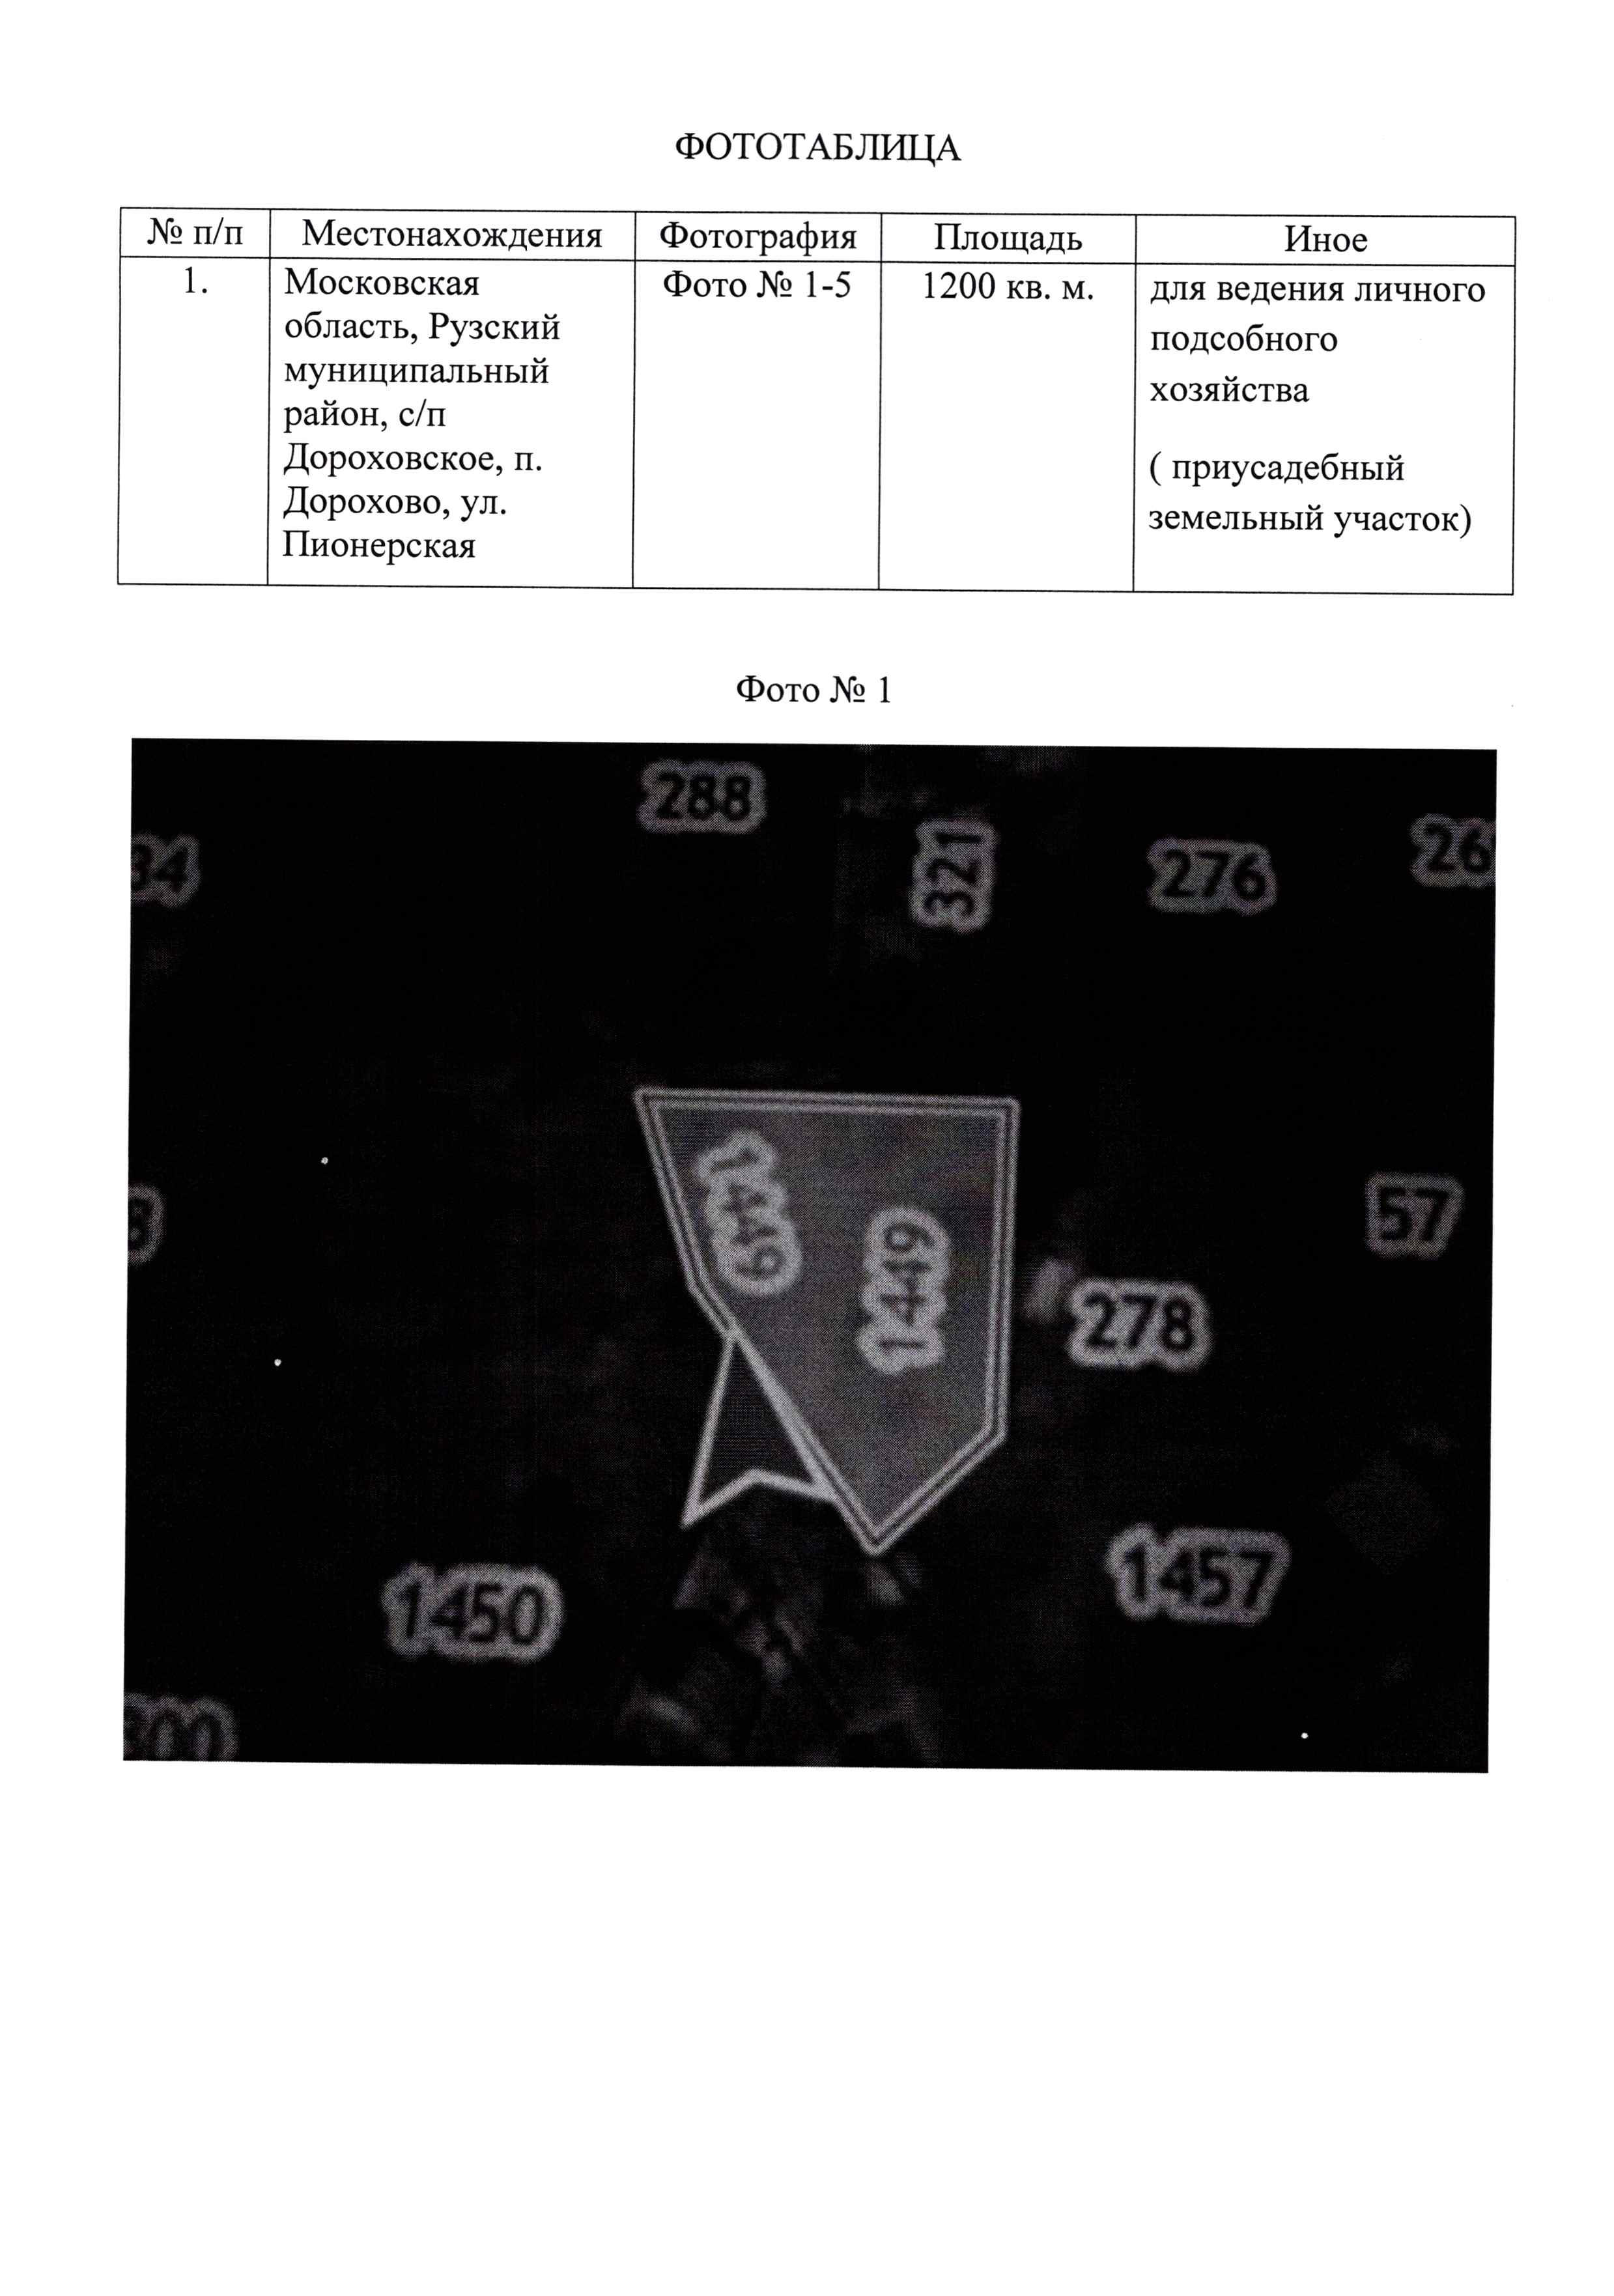 ФОТОТАБЛИЦА
№ п/п Местонахождения Фотография Площадь Иное
1.
Московская
область, Рузский
муниципальный
район, с/п
Дороховское, п.
Дорохово, ул.
Пионерская
Фото № 1-5
1200 кв. м.
для ведения личного
подсобного
хозяйства
( приусадебный
земельный участок)
Фото № 1
288
321
276
26
34
1449
1449
57
278
1450
1457